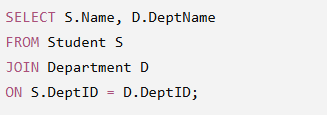 SELECT S.Name, D.DeptName
FROM Student S
JOIN Department D
ON S.DeptID = D.DeptID;